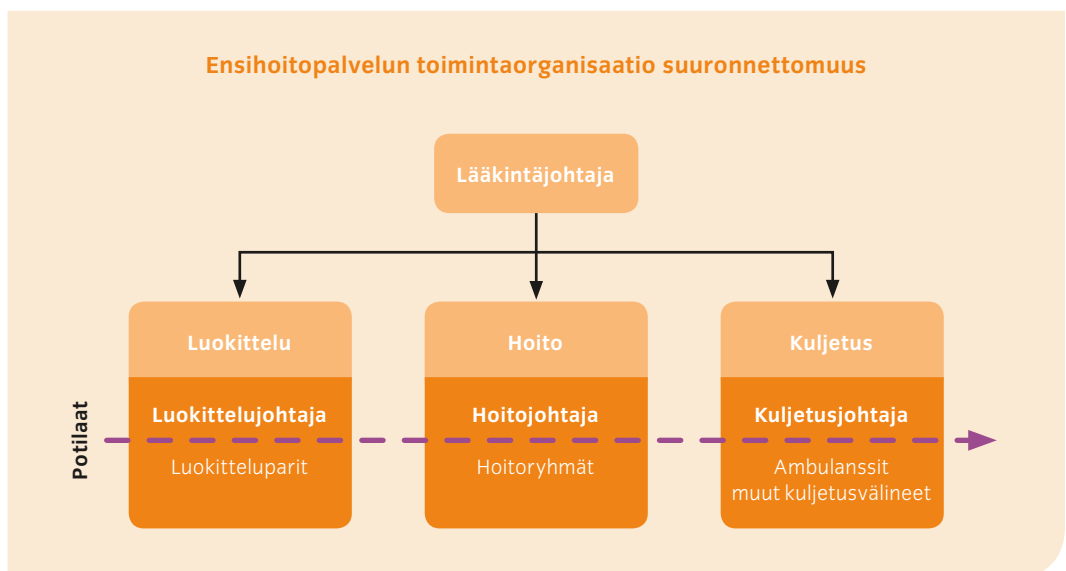 Ensihoitopalvelun toimintaorganisaatio suuronnettomuus
Lääkintäjohtaja
Luokittelu
Hoito
Kuljetus
Potilaat
Luokittelujohtaja
Luokitteluparit
Hoitojohtaja
Hoitoryhmät
Kuljetusjohtaja
Ambulanssit
muut kuljetusvälineet